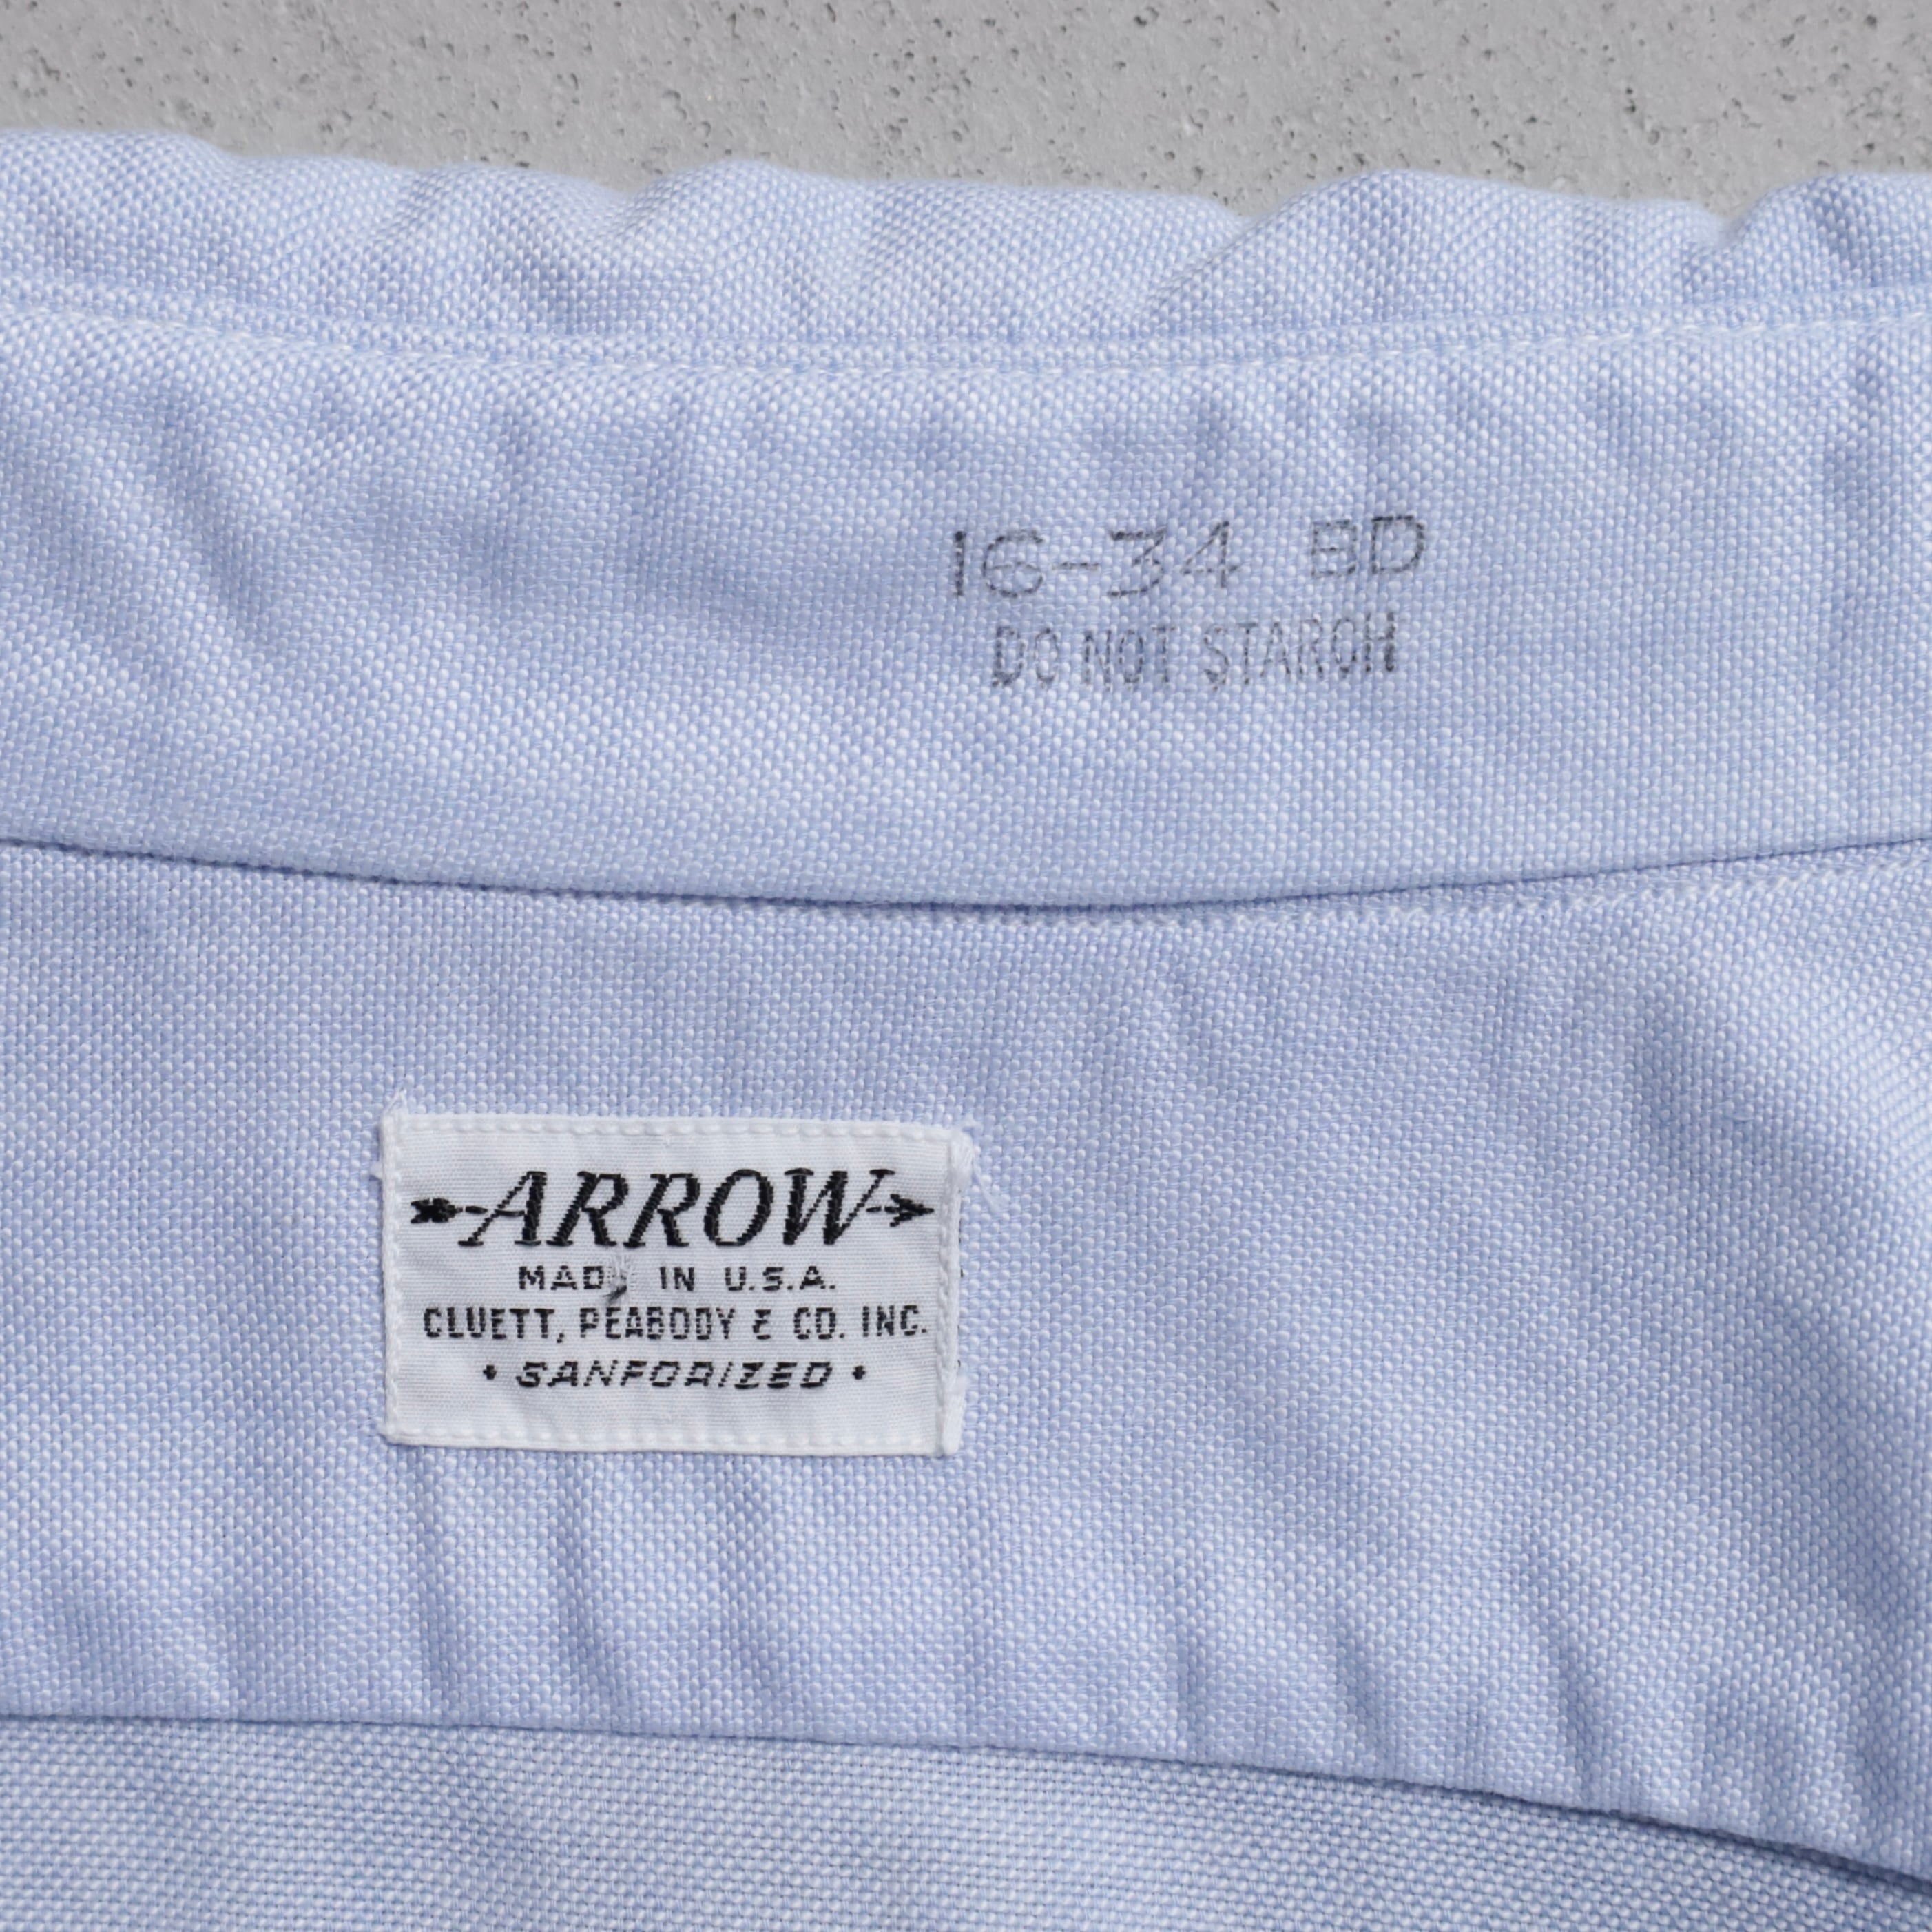 16-34 BD
DO NOT STARCH
ARROW
MADE IN U.S.A.
CLUETT, PEABODY & CO. INC.
• SANFORIZED •